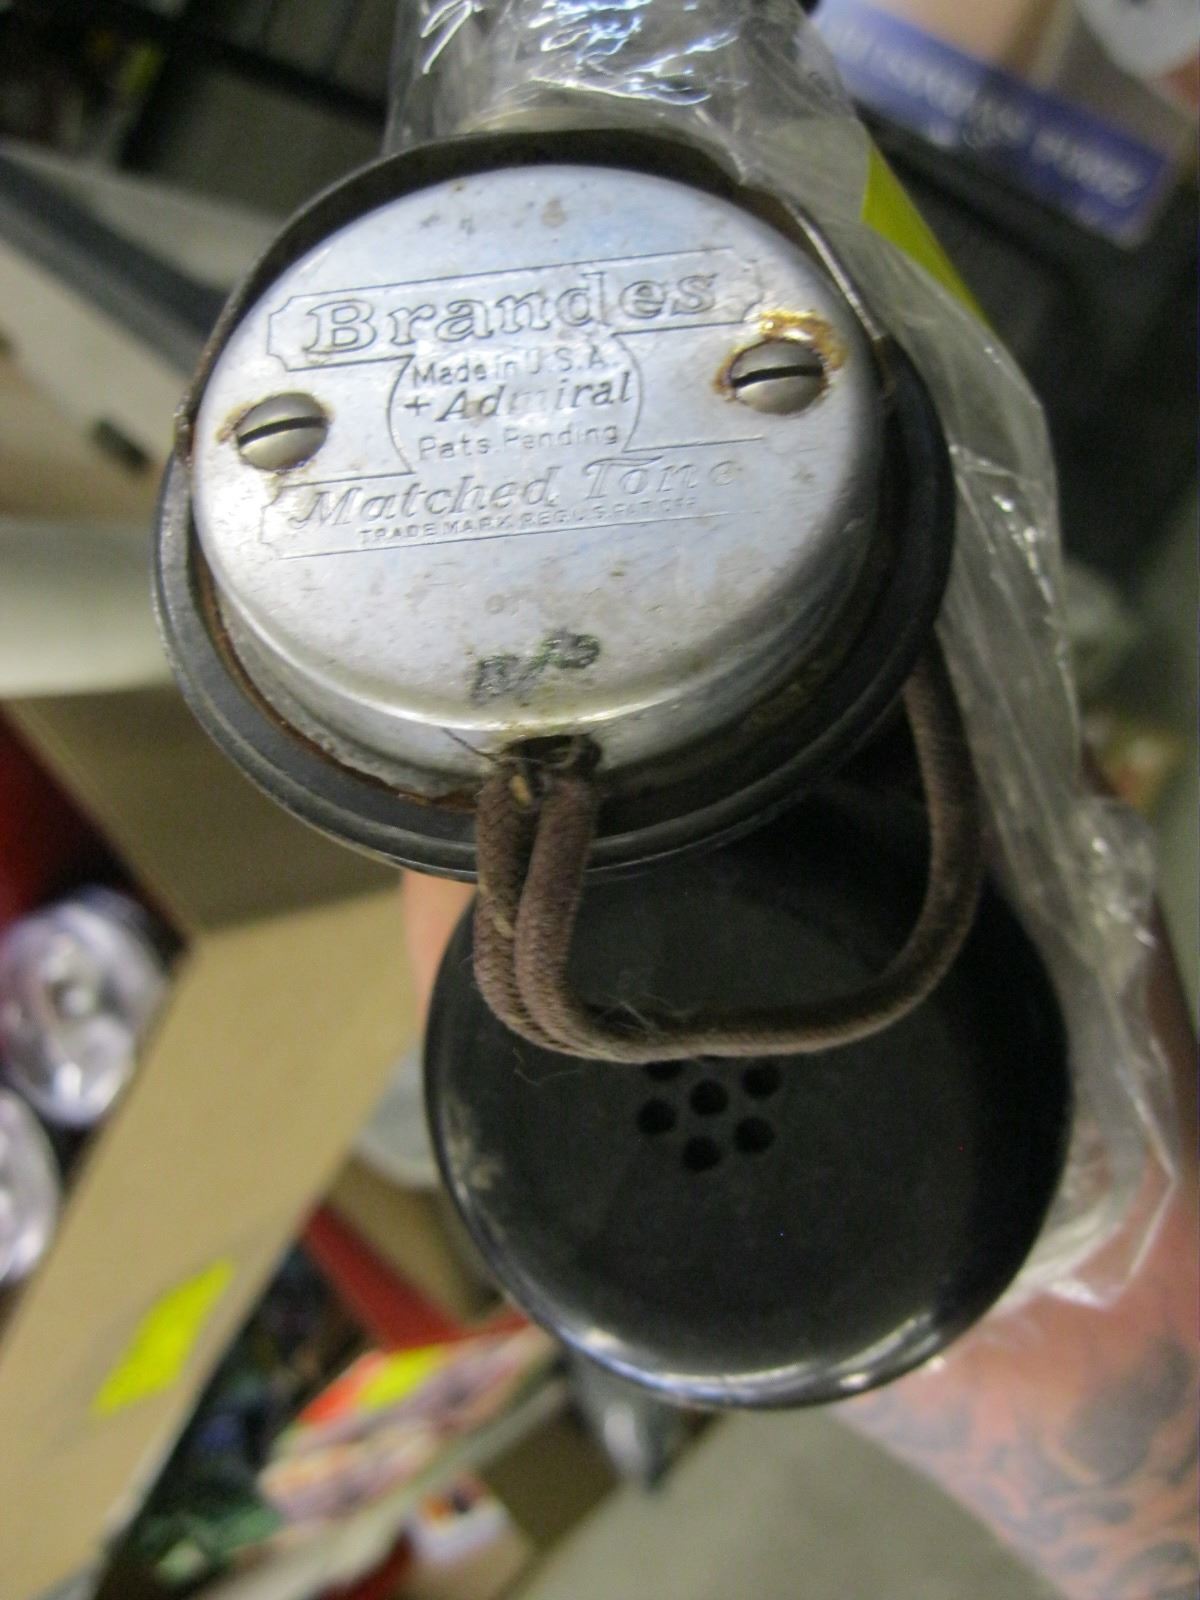 Brandes
Made in U.S.A.
+ Admiral
Pats. Pending
Matched Tone
TRADE MARK REG. U.S. PAT. OFF.